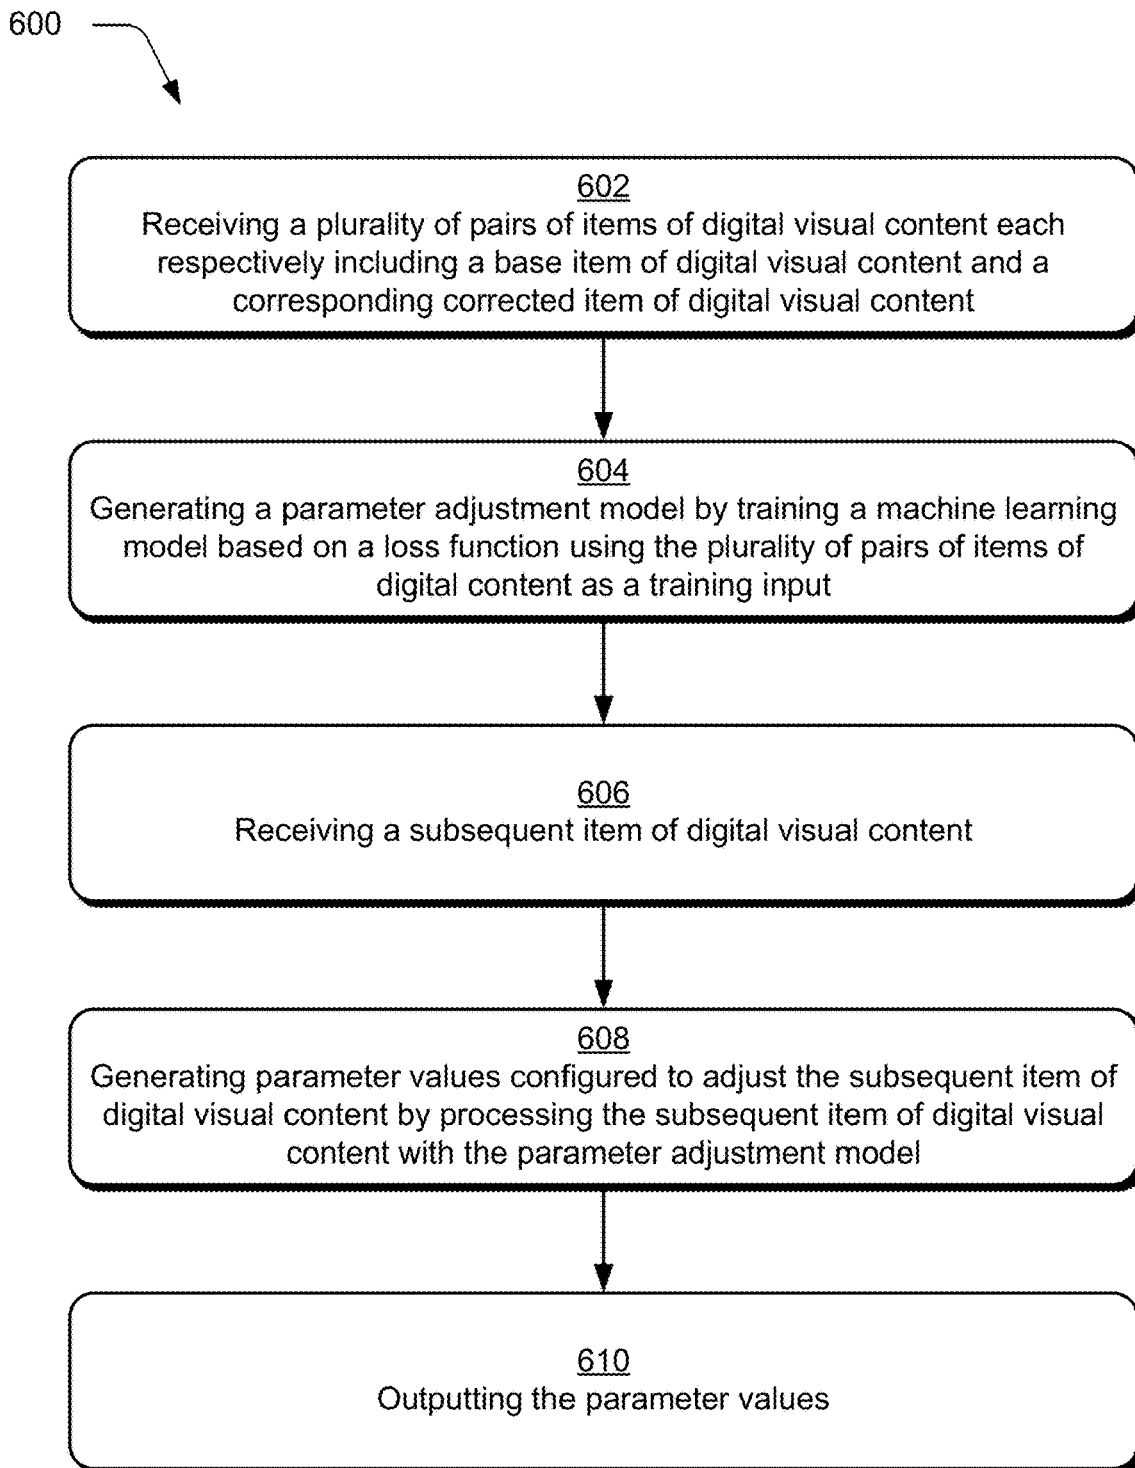 600
602
Receiving a plurality of pairs of items of digital visual content each
respectively including a base item of digital visual content and a
corresponding corrected item of digital visual content
604
Generating a parameter adjustment model by training a machine learning
model based on a loss function using the plurality of pairs of items of
digital content as a training input
606
Receiving a subsequent item of digital visual content
608
Generating parameter values configured to adjust the subsequent item of
digital visual content by processing the subsequent item of digital visual
content with the parameter adjustment model
610
Outputting the parameter values